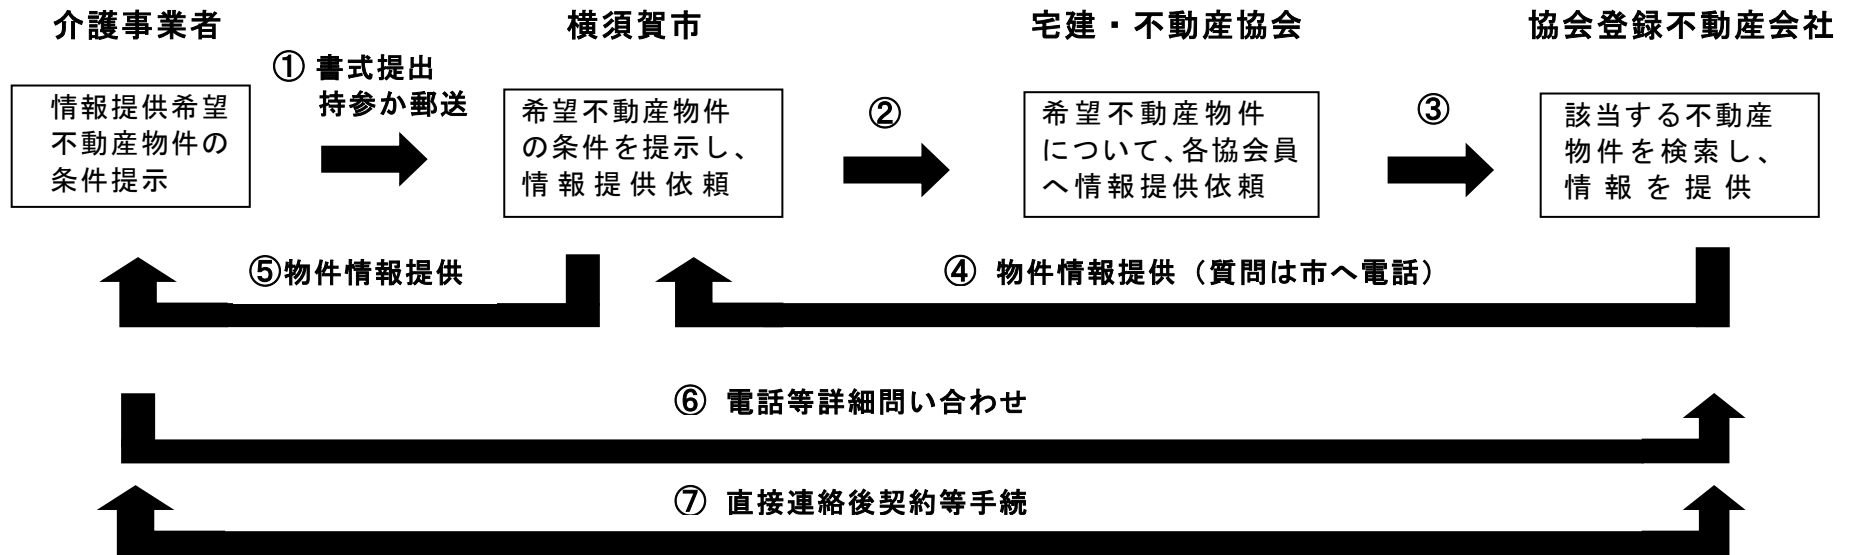 介護事業者
横須賀市
宅建・不動産協会
協会登録不動産会社
① 書式提出
持参か郵送
情報提供希望
不動産物件の
条件提示
希望不動産物件
の条件を提示し、
情報提供依頼
②
希望不動産物件
について、各協会員
へ情報提供依頼
③
該当する不動産
物件を検索し、
情報を提供
⑤物件情報提供
④ 物件情報提供（質問は市へ電話）
⑥ 電話等詳細問い合わせ
⑦ 直接連絡後契約等手続